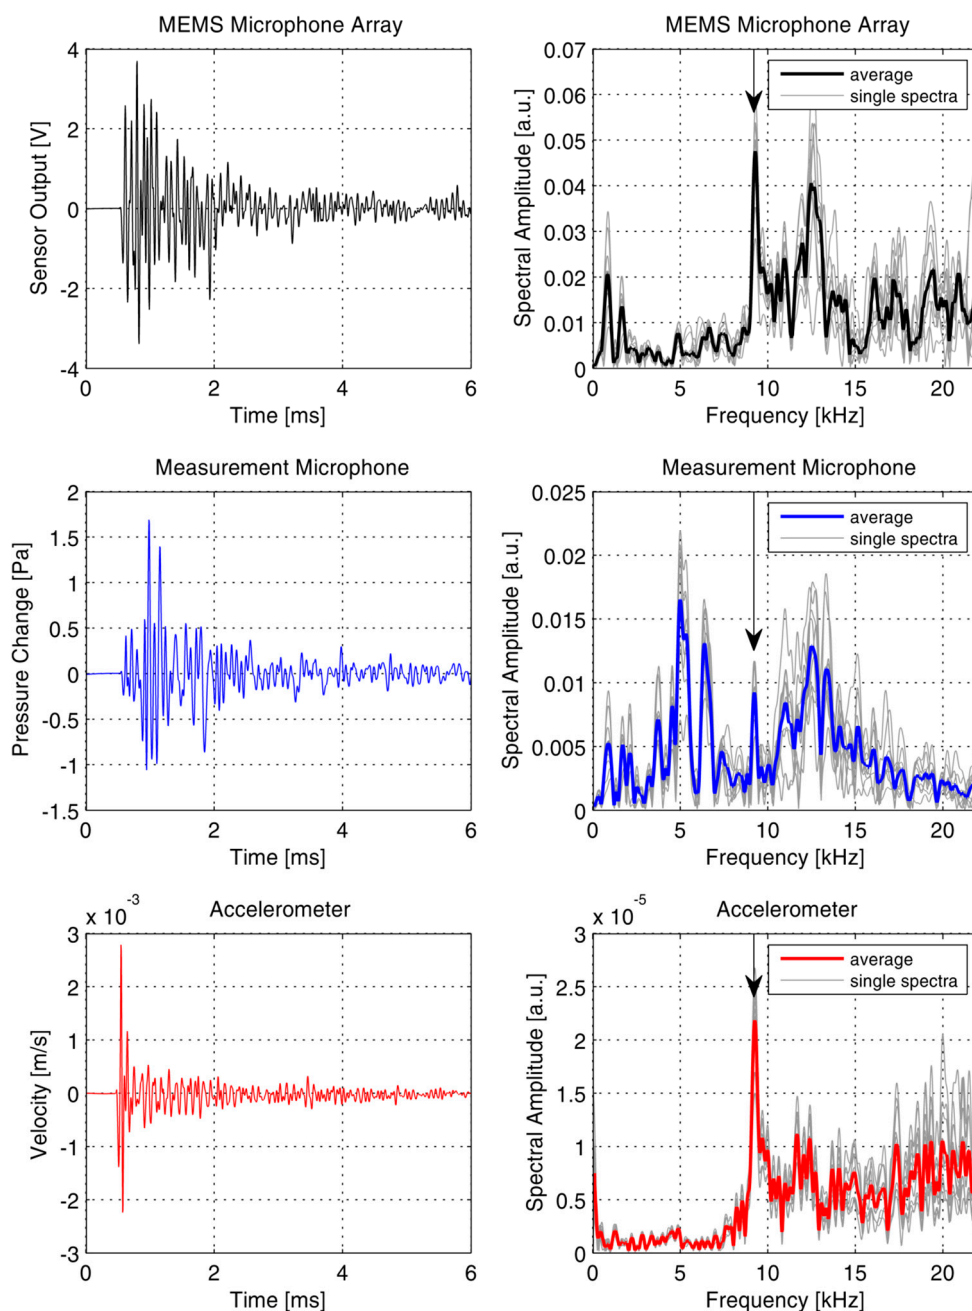 MEMS Microphone Array
4
2
0
-2
-4
Sensor Output [V]
0 2 4 6
Time [ms]
MEMS Microphone Array
0.07
0.06
0.05
0.04
0.03
0.02
0.01
0
Spectral Amplitude [a.u.]
average
single spectra
0 5 10 15 20
Frequency [kHz]
Measurement Microphone
2
1.5
1
0.5
0
-0.5
-1
-1.5
Pressure Change [Pa]
0 2 4 6
Time [ms]
Measurement Microphone
0.025
0.02
0.015
0.01
0.005
0
Spectral Amplitude [a.u.]
average
single spectra
0 5 10 15 20
Frequency [kHz]
x 10^-3
Accelerometer
3
2
1
0
-1
-2
-3
Velocity [m/s]
0 2 4 6
Time [ms]
x 10^-5
Accelerometer
3
2.5
2
1.5
1
0.5
0
Spectral Amplitude [a.u.]
average
single spectra
0 5 10 15 20
Frequency [kHz]